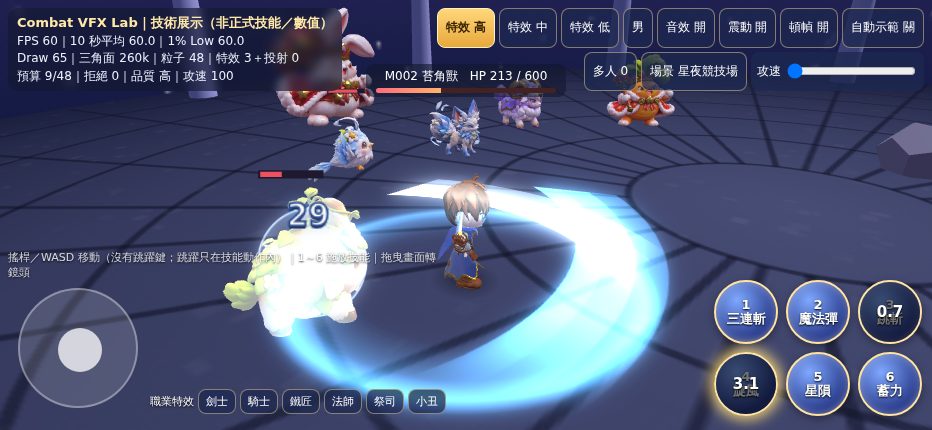 Combat VFX Lab｜技術展示（非正式技能／數值）
FPS 60｜10 秒平均 60.0｜1% Low 60.0
Draw 65｜三角面 260k｜粒子 48｜特效 3＋投射 0
預算 9/48｜拒絕 0｜品質 高｜攻速 100
特效 高
特效 中
特效 低
男
音效 開
震動 開
頓幀 開
自動示範 關
多人 0
場景 星夜競技場
攻速
M002 苔角獸 HP 213 / 600
29
搖桿／WASD 移動（沒有跳躍鍵；跳躍只在技能動作內）｜1～6 施放技能｜拖曳畫面轉
鏡頭
1
三連斬
2
魔法彈
3
0.7
跳斬
4
3.1
旋風
5
星隕
6
蓄力
職業特效
劍士
騎士
鐵匠
法師
祭司
小丑